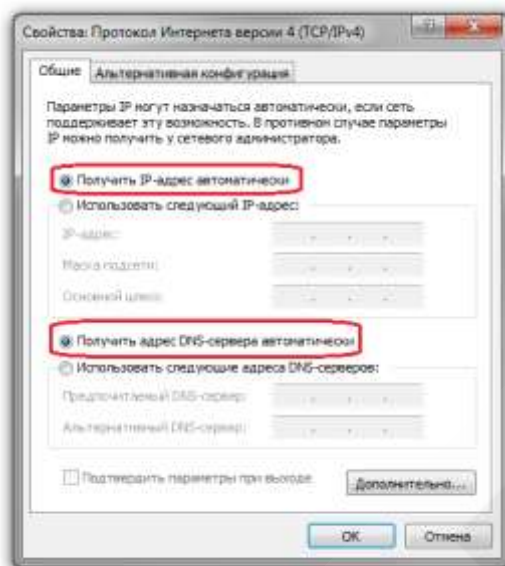 Свойства: Протокол Интернета версии 4 (TCP/IPv4)
Общие Альтернативная конфигурация
Параметры IP могут назначаться автоматически, если сеть
поддерживает эту возможность. В противном случае параметры
IP можно получить у сетевого администратора.
Получить IP-адрес автоматически
Использовать следующий IP-адрес:
IP-адрес:
Маска подсети:
Основной шлюз:
Получить адрес DNS-сервера автоматически
Использовать следующие адреса DNS-серверов:
Предпочитаемый DNS-сервер:
Альтернативный DNS-сервер:
Подтвердить параметры при выходе
Дополнительно...
OK Отмена